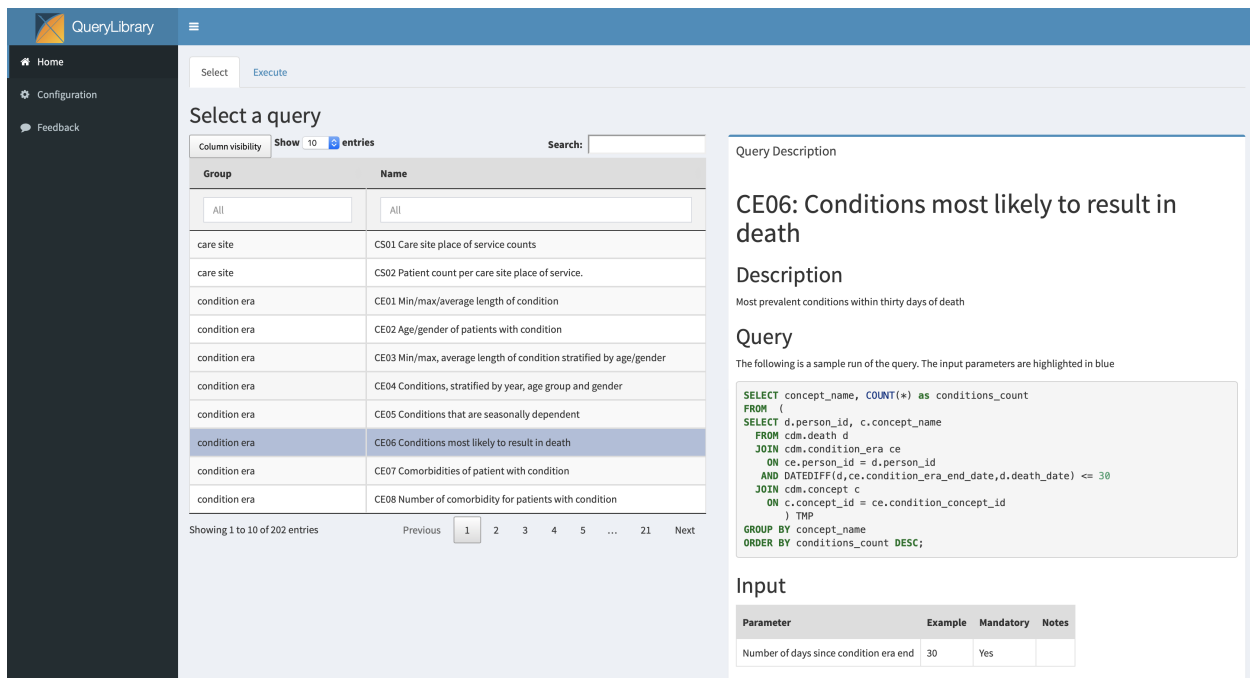 QueryLibrary
Home
Configuration
Feedback
Select Execute
Select a query
Column visibility Show 10 entries Search:
Group Name
All All
care site CS01 Care site place of service counts
care site CS02 Patient count per care site place of service.
condition era CE01 Min/max/average length of condition
condition era CE02 Age/gender of patients with condition
condition era CE03 Min/max, average length of condition stratified by age/gender
condition era CE04 Conditions, stratified by year, age group and gender
condition era CE05 Conditions that are seasonally dependent
condition era CE06 Conditions most likely to result in death
condition era CE07 Comorbidities of patient with condition
condition era CE08 Number of comorbidity for patients with condition
Showing 1 to 10 of 202 entries Previous 1 2 3 4 5 ... 21 Next
Query Description
CE06: Conditions most likely to result in
death
Description
Most prevalent conditions within thirty days of death
Query
The following is a sample run of the query. The input parameters are highlighted in blue
SELECT concept_name, COUNT(*) as conditions_count
FROM (
SELECT d.person_id, c.concept_name
FROM cdm.death d
JOIN cdm.condition_era ce
ON ce.person_id = d.person_id
AND DATEDIFF(d,ce.condition_era_end_date,d.death_date) <= 30
JOIN cdm.concept c
ON c.concept_id = ce.condition_concept_id
) TMP
GROUP BY concept_name
ORDER BY conditions_count DESC;
Input
Parameter Example Mandatory Notes
Number of days since condition era end 30 Yes